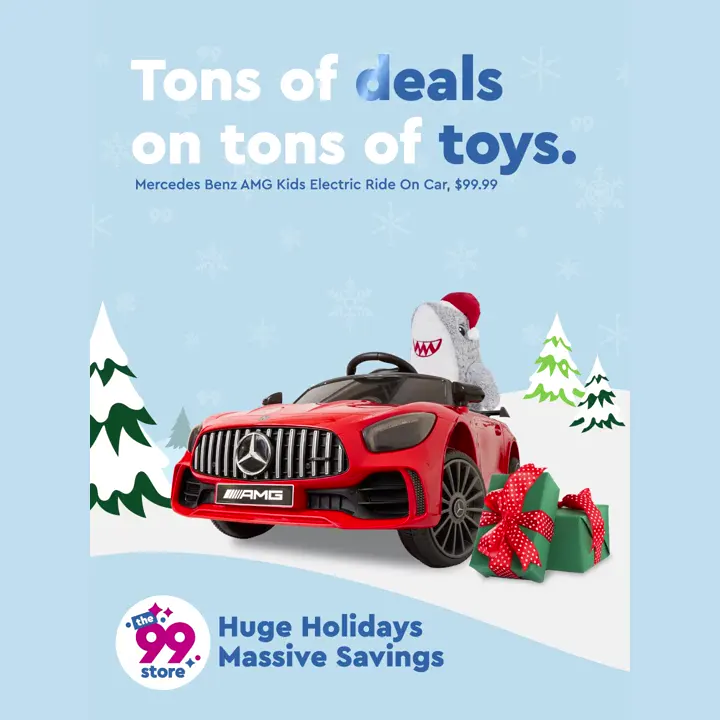 Tons of deals
on tons of toys.
Mercedes Benz AMG Kids Electric Ride On Car, $99.99
AMG
the
99
store
Huge Holidays
Massive Savings